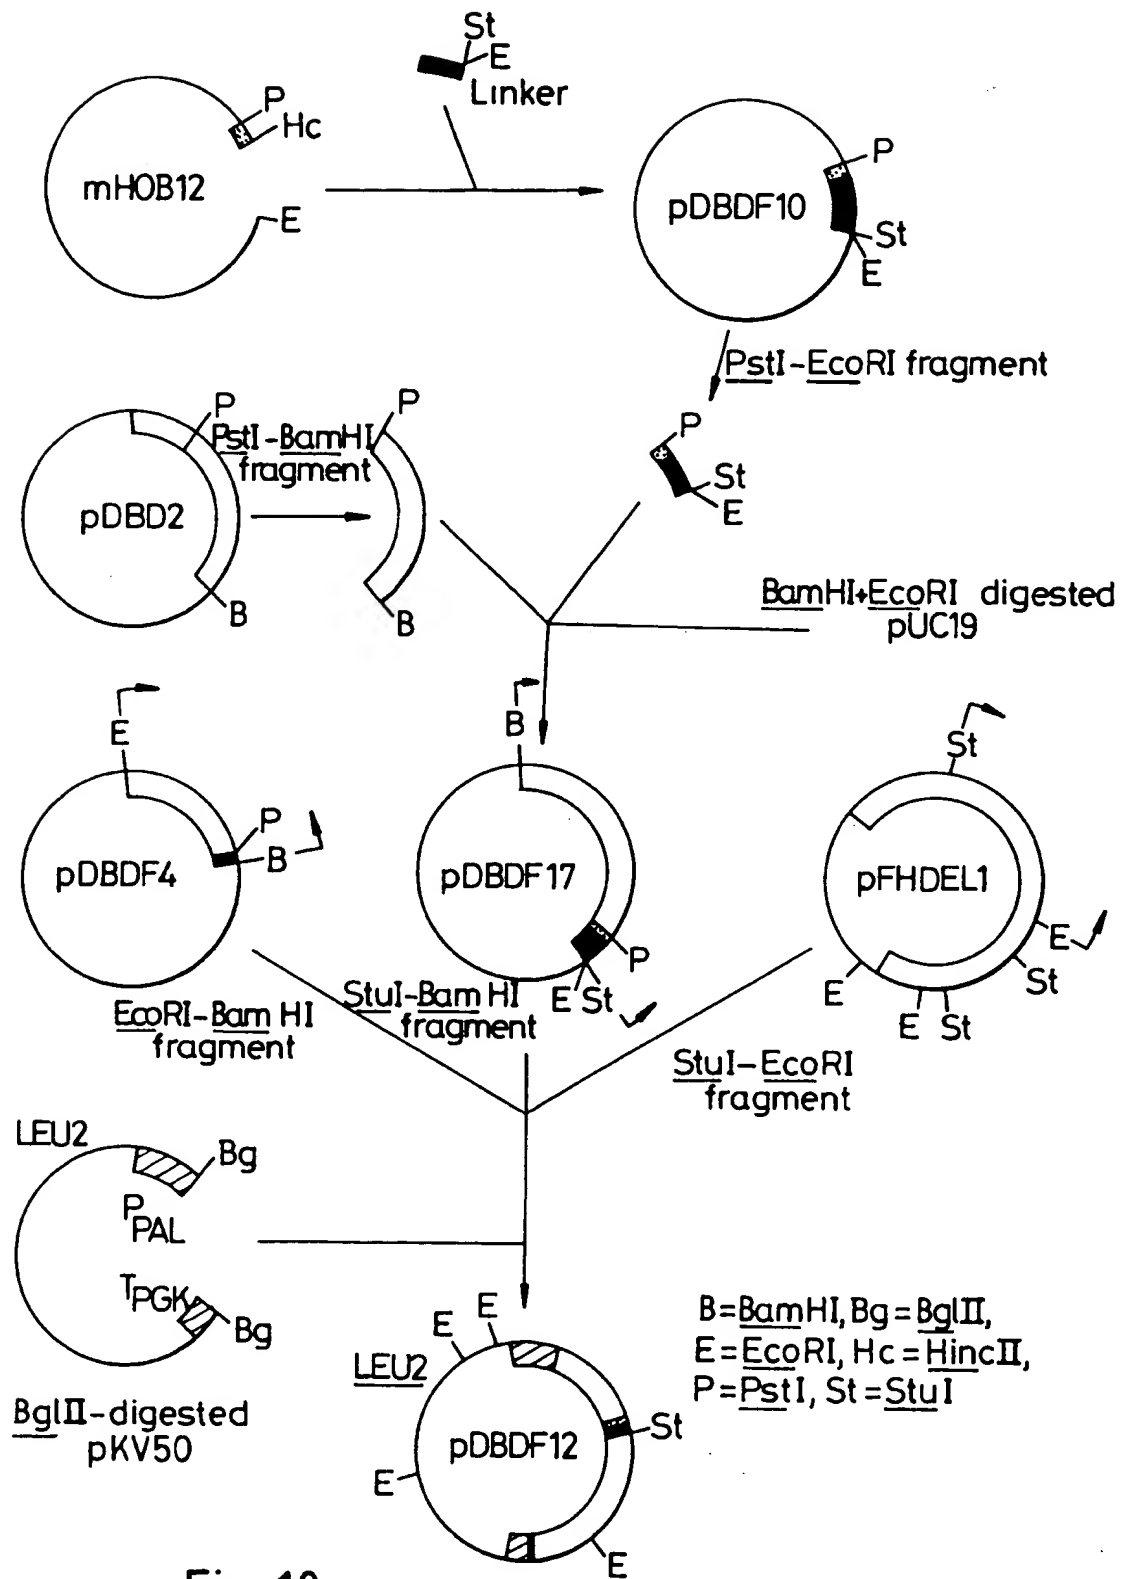 St
E
Linker
P
Hc
mHOB12
E
P
pDBDF10
St
E
PstI-EcoRI fragment
P
St
E
P
PstI-BamHI
fragment
P
pDBD2
B
B
BamHI+EcoRI digested
pUC19
E
P
B
pDBDF4
B
pDBDF17
P
E St
St
pFHDEL1
E
St
E
E St
EcoRI-Bam HI
fragment
StuI-Bam HI
fragment
StuI-EcoRI
fragment
LEU2
Bg
PPAL
TPGK
Bg
BglII-digested
pKV50
E
E
LEU2
St
pDBDF12
E
E
B=BamHI, Bg=BglII,
E=EcoRI, Hc=HincII,
P=PstI, St=StuI